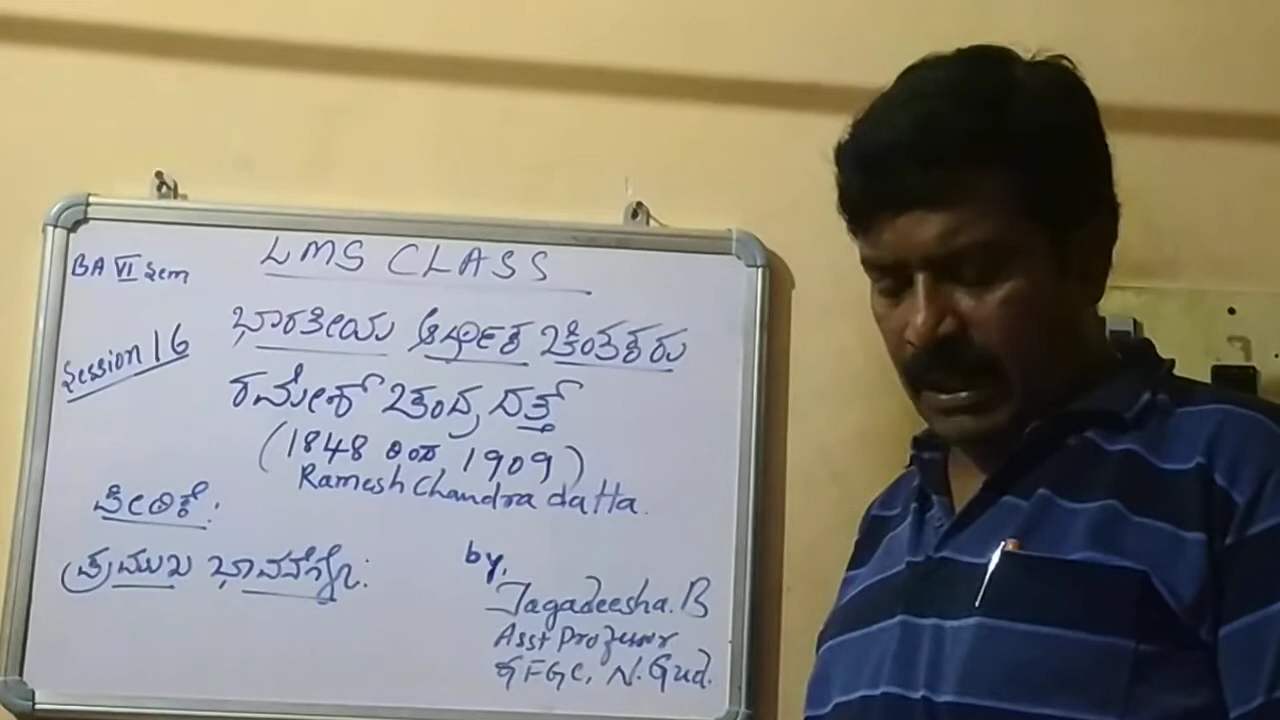 LMS CLASS
BA VI Sem
ಭಾರತೀಯ ಆರ್ಥಿಕ ಚಿಂತಕರು
Session 16
ರಮೇಶ್ ಚಂದ್ರ ದತ್ತ್
(1848 ರಿಂದ 1909)
Ramesh Chandra datta.
ಪೀಠಿಕೆ:
ಪ್ರಮುಖ ಭಾವನೆಗಳು:
by,
Jagadeesha. B
Asst Professor
GFGC, N. Gud.